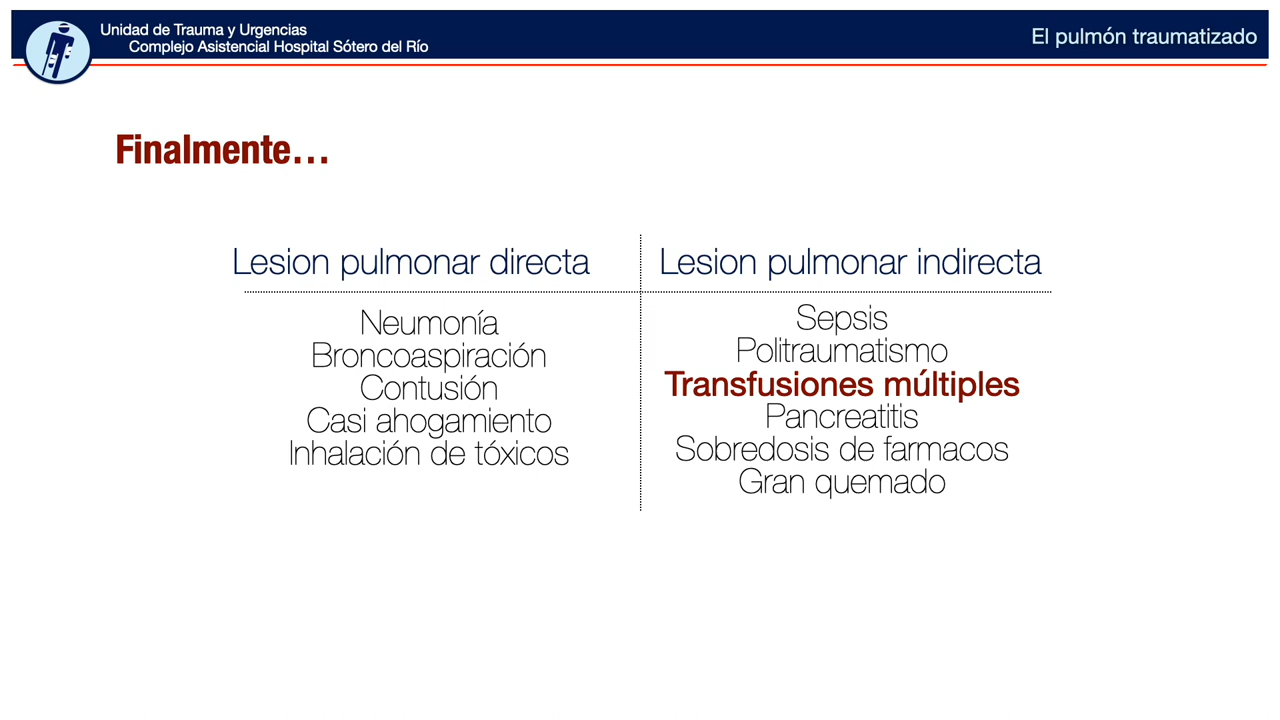 Unidad de Trauma y Urgencias
Complejo Asistencial Hospital Sótero del Río
El pulmón traumatizado
Finalmente…
Lesion pulmonar directa
Neumonía
Broncoaspiración
Contusión
Casi ahogamiento
Inhalación de tóxicos
Lesion pulmonar indirecta
Sepsis
Politraumatismo
Transfusiones múltiples
Pancreatitis
Sobredosis de farmacos
Gran quemado